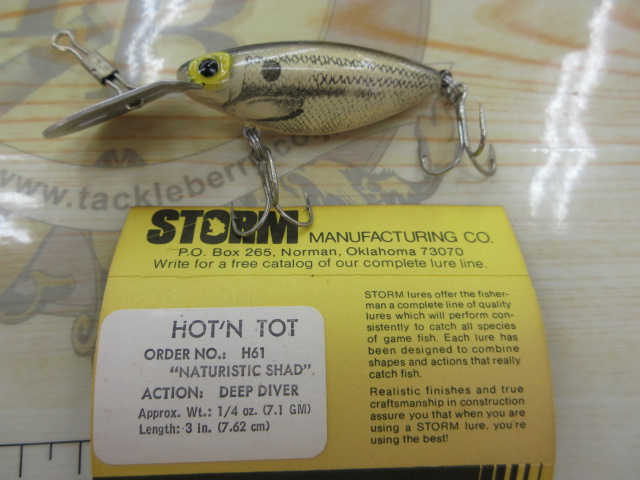 www.tackleberry.co
STORM MANUFACTURING CO.
P.O. Box 265, Norman, Oklahoma 73070
Write for a free catalog of our complete lure line.
HOT'N TOT
ORDER NO.: H61
"NATURISTIC SHAD"
ACTION: DEEP DIVER
Approx. Wt.: 1/4 oz. (7.1 GM)
Length: 3 in. (7.62 cm)
STORM lures offer the fisher-
man a complete line of quality
lures which will perform con-
sistently to catch all species
of game fish. Each lure has
been designed to combine
shapes and actions that really
catch fish.
Realistic finishes and true
craftsmanship in construction
assure you that when you are
using a STORM lure, you're
using the best!